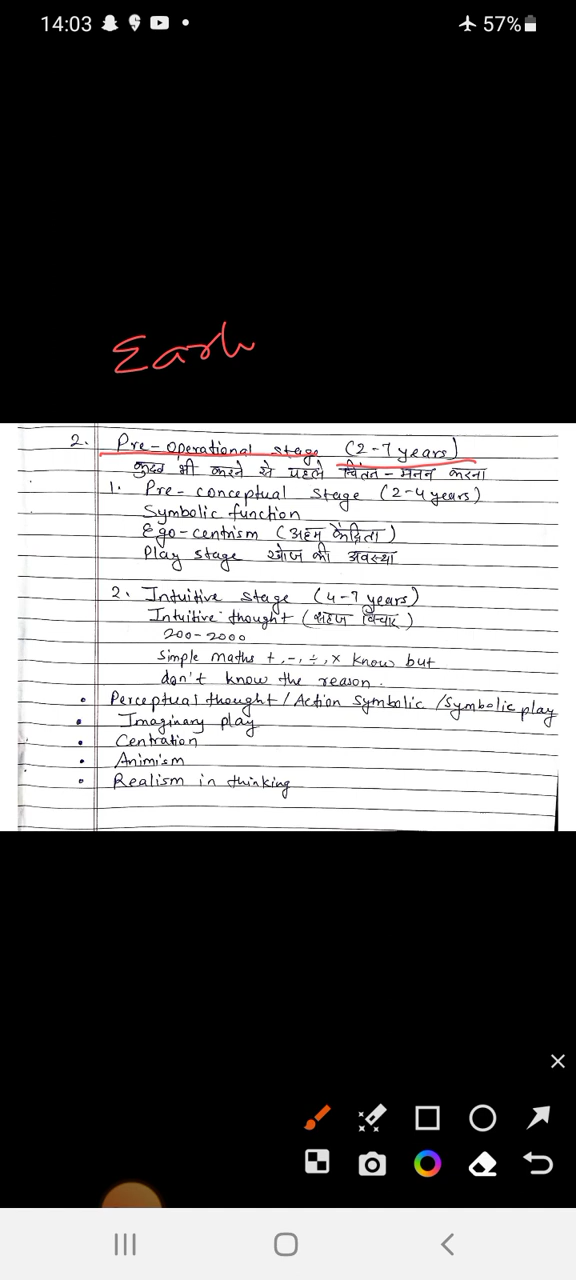 14:03 57%
Earth
2. Pre-operational stage (2-7 years)
कुछ भी करने से पहले चिंतन-मनन करना
1. Pre-conceptual stage (2-4 years)
Symbolic function
Ego-centrism (अहम केंद्रिता)
Play stage खोज की अवस्था
2. Intuitive stage (4-7 years)
Intuitive thought (सहज विचार)
200-2000
Simple maths +, -, ÷, × know but
don't know the reason.
• Perceptual thought / Action Symbolic / Symbolic play
• Imaginary play
• Centration
• Animism
• Realism in thinking